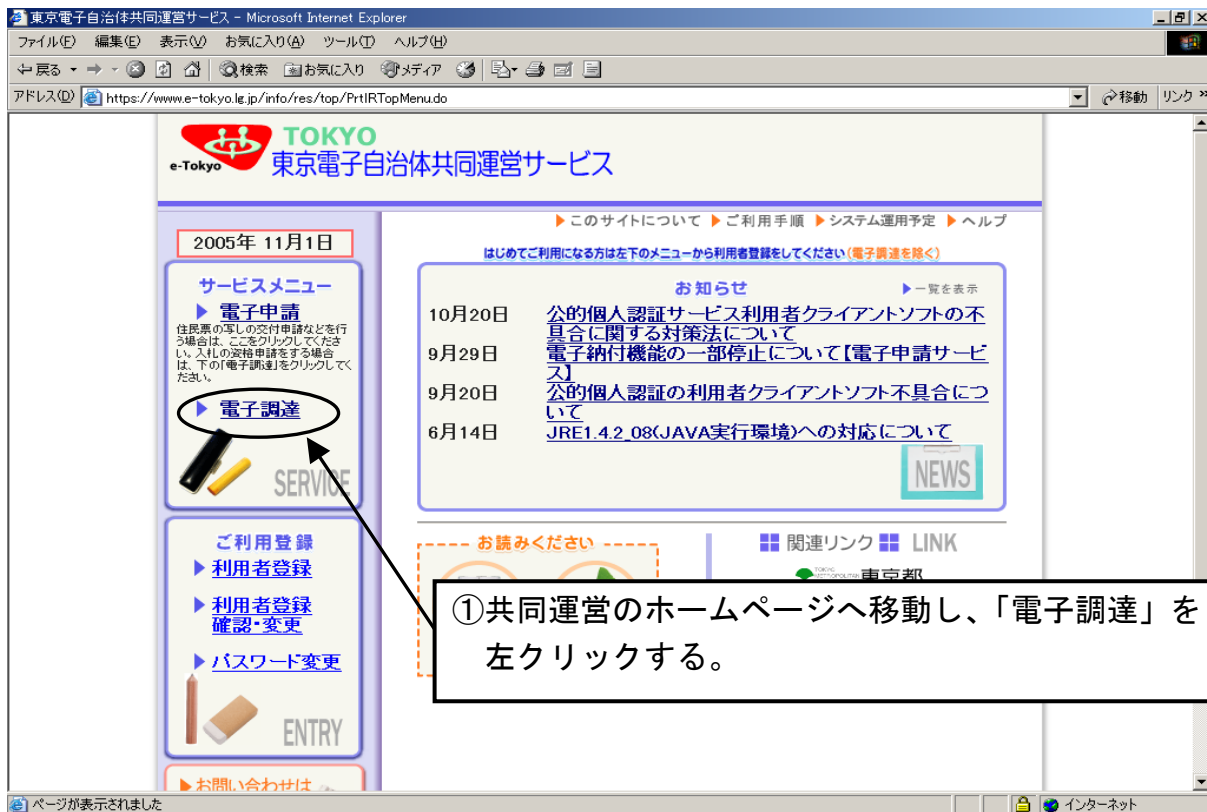 東京電子自治体共同運営サービス - Microsoft Internet Explorer
ファイル(F) 編集(E) 表示(V) お気に入り(A) ツール(T) ヘルプ(H)
戻る 検索 お気に入り メディア
アドレス(D) https://www.e-tokyo.lg.jp/info/res/top/PrtIRTopMenu.do 移動 リンク »
e-Tokyo
TOKYO
東京電子自治体共同運営サービス
▶このサイトについて ▶ご利用手順 ▶システム運用予定 ▶ヘルプ
2005年 11月1日
はじめてご利用になる方は左下のメニューから利用者登録をしてください(電子調達を除く)
サービスメニュー
▶ 電子申請
住民票の写しの交付申請などを行
う場合は、ここをクリックしてくださ
い。入札の資格申請をする場合
は、下の「電子調達」をクリックしてく
ださい。
▶ 電子調達
SERVICE
お知らせ ▶一覧を表示
10月20日 公的個人認証サービス利用者クライアントソフトの不
具合に関する対策法について
9月29日 電子納付機能の一部停止について【電子申請サービ
ス】
9月20日 公的個人認証の利用者クライアントソフト不具合につ
いて
6月14日 JRE1.4.2_08(JAVA実行環境)への対応について
NEWS
ご利用登録
▶利用者登録
▶利用者登録
確認・変更
▶パスワード変更
ENTRY
▶お問い合わせは
お読みください
関連リンク LINK
TOKYO
METROPOLITAN 東京都
①共同運営のホームページへ移動し、「電子調達」を
左クリックする。
ページが表示されました インターネット